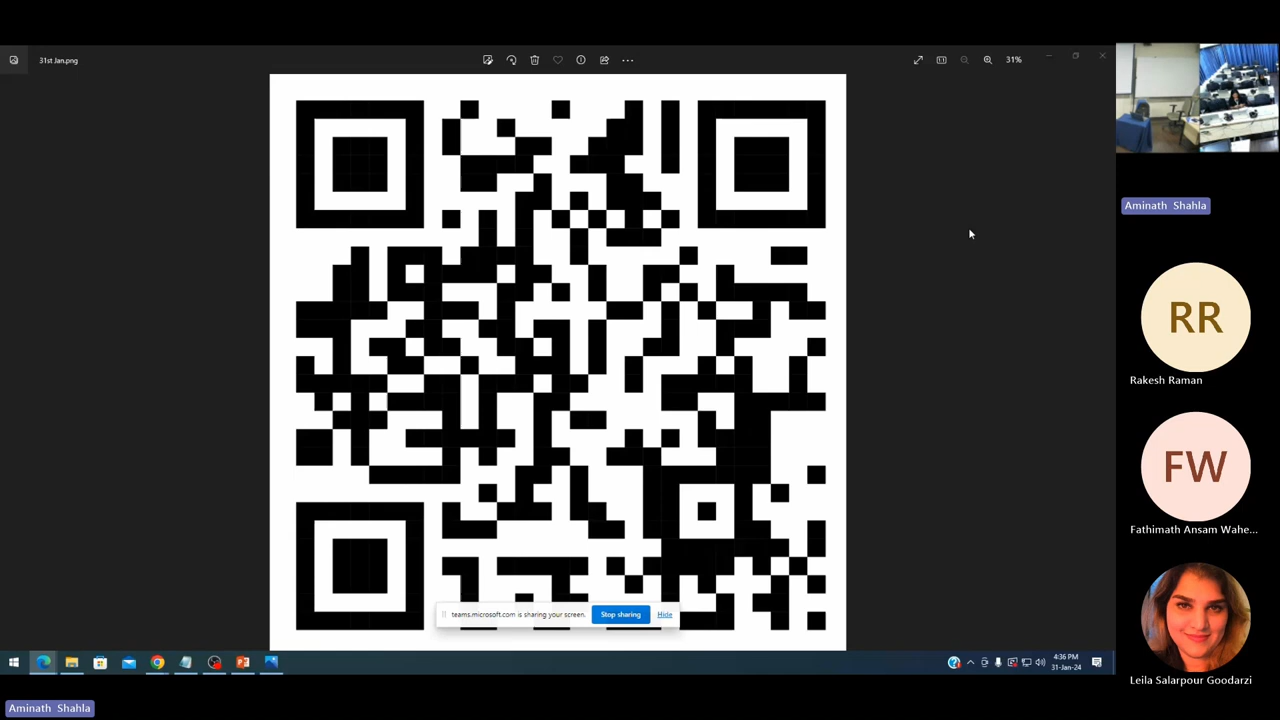 31st Jan.png
31%
Aminath Shahla
RR
Rakesh Raman
FW
Fathimath Ansam Wahe...
Leila Salarpour Goodarzi
teams.microsoft.com is sharing your screen.
Stop sharing
Hide
4:36 PM
31-Jan-24
Aminath Shahla